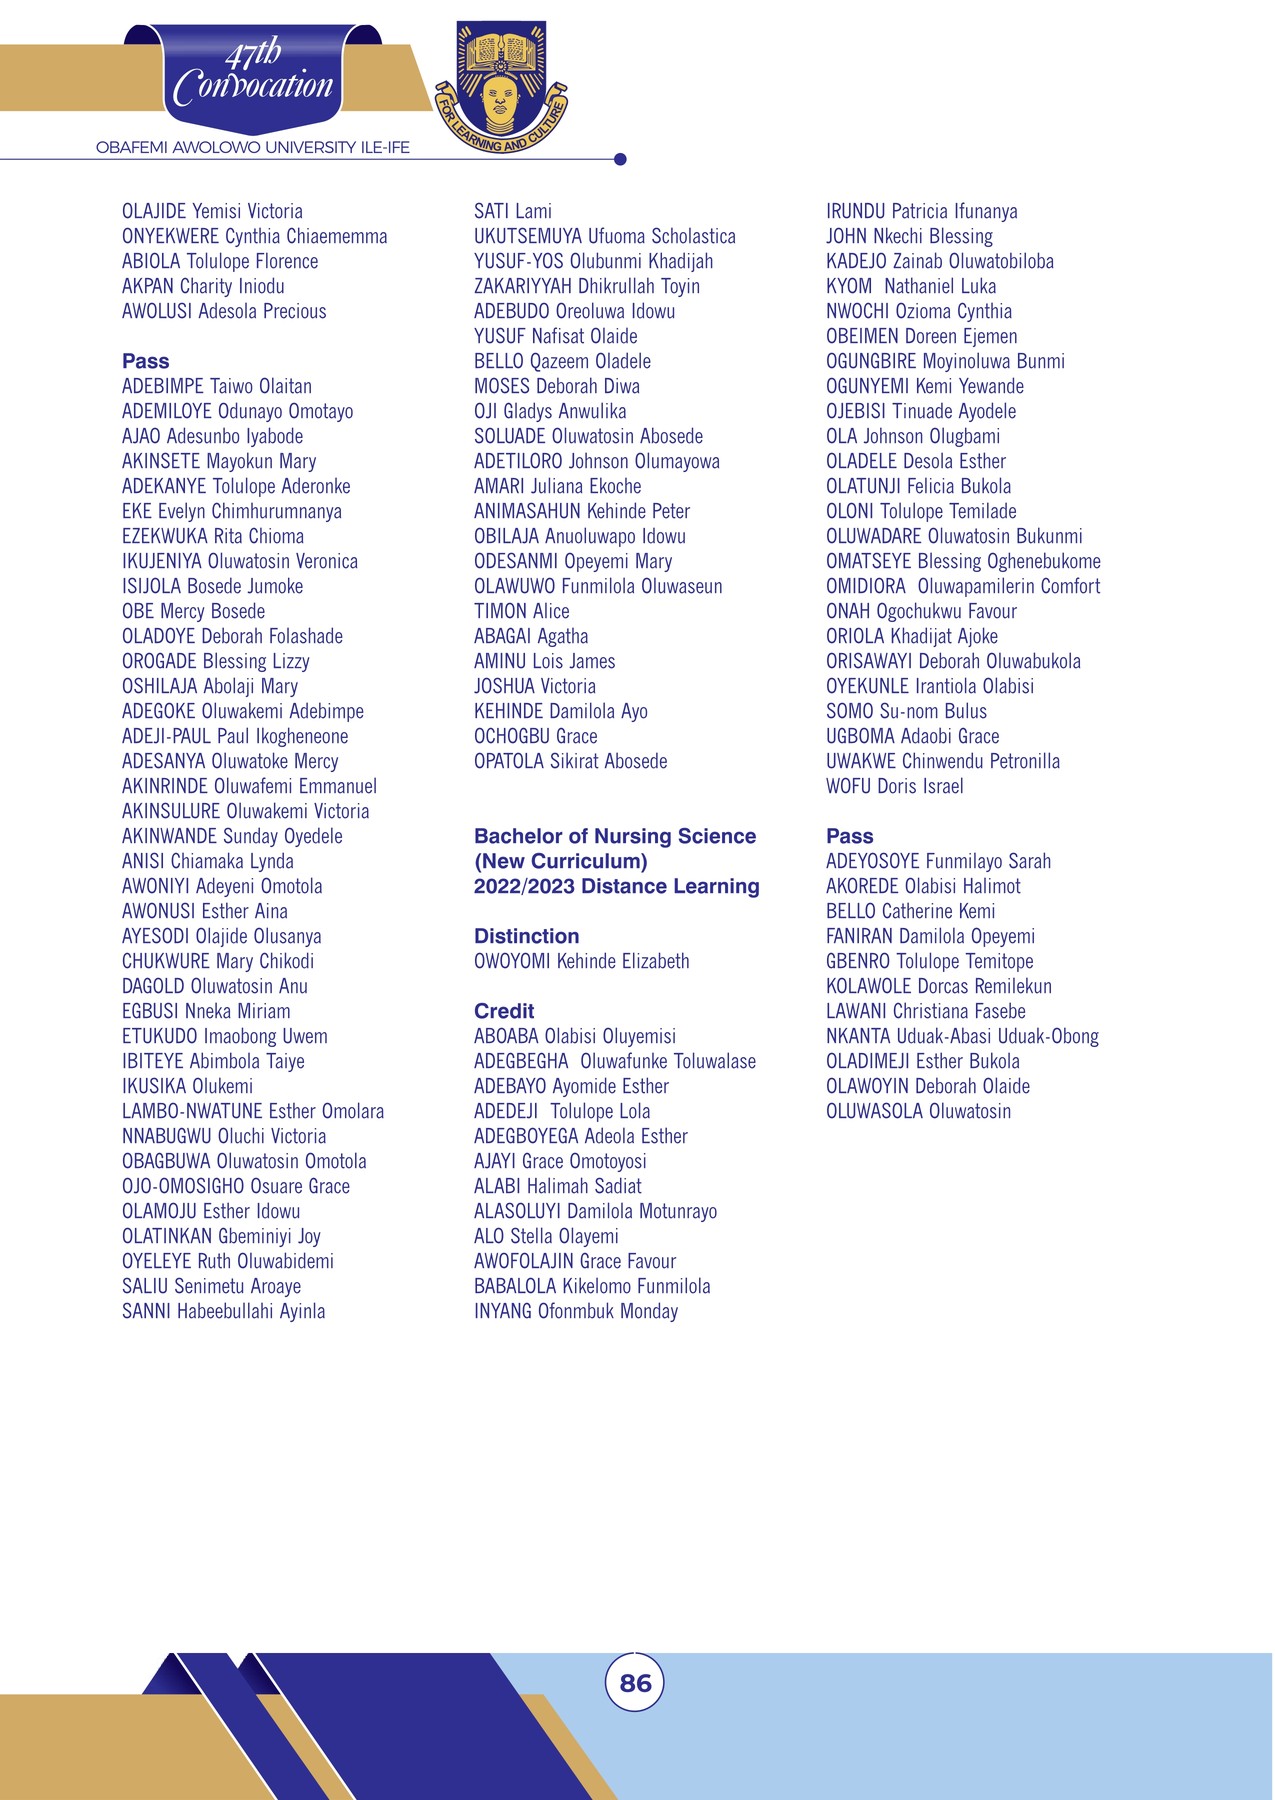 47th
Convocation
FOR LEARNING AND CULTURE
OBAFEMI AWOLOWO UNIVERSITY ILE-IFE
OLAJIDE Yemisi Victoria
ONYEKWERE Cynthia Chiaememma
ABIOLA Tolulope Florence
AKPAN Charity Iniodu
AWOLUSI Adesola Precious
Pass
ADEBIMPE Taiwo Olaitan
ADEMILOYE Odunayo Omotayo
AJAO Adesunbo Iyabode
AKINSETE Mayokun Mary
ADEKANYE Tolulope Aderonke
EKE Evelyn Chimhurumnanya
EZEKWUKA Rita Chioma
IKUJENIYA Oluwatosin Veronica
ISIJOLA Bosede Jumoke
OBE Mercy Bosede
OLADOYE Deborah Folashade
OROGADE Blessing Lizzy
OSHILAJA Abolaji Mary
ADEGOKE Oluwakemi Adebimpe
ADEJI-PAUL Paul Ikogheneone
ADESANYA Oluwatoke Mercy
AKINRINDE Oluwafemi Emmanuel
AKINSULURE Oluwakemi Victoria
AKINWANDE Sunday Oyedele
ANISI Chiamaka Lynda
AWONIYI Adeyeni Omotola
AWONUSI Esther Aina
AYESODI Olajide Olusanya
CHUKWURE Mary Chikodi
DAGOLD Oluwatosin Anu
EGBUSI Nneka Miriam
ETUKUDO Imaobong Uwem
IBITEYE Abimbola Taiye
IKUSIKA Olukemi
LAMBO-NWATUNE Esther Omolara
NNABUGWU Oluchi Victoria
OBAGBUWA Oluwatosin Omotola
OJO-OMOSIGHO Osuare Grace
OLAMOJU Esther Idowu
OLATINKAN Gbeminiyi Joy
OYELEYE Ruth Oluwabidemi
SALIU Senimetu Aroaye
SANNI Habeebullahi Ayinla
SATI Lami
UKUTSEMUYA Ufuoma Scholastica
YUSUF-YOS Olubunmi Khadijah
ZAKARIYYAH Dhikrullah Toyin
ADEBUDO Oreoluwa Idowu
YUSUF Nafisat Olaide
BELLO Qazeem Oladele
MOSES Deborah Diwa
OJI Gladys Anwulika
SOLUADE Oluwatosin Abosede
ADETILORO Johnson Olumayowa
AMARI Juliana Ekoche
ANIMASAHUN Kehinde Peter
OBILAJA Anuoluwapo Idowu
ODESANMI Opeyemi Mary
OLAWUWO Funmilola Oluwaseun
TIMON Alice
ABAGAI Agatha
AMINU Lois James
JOSHUA Victoria
KEHINDE Damilola Ayo
OCHOGBU Grace
OPATOLA Sikirat Abosede
Bachelor of Nursing Science
(New Curriculum)
2022/2023 Distance Learning
Distinction
OWOYOMI Kehinde Elizabeth
Credit
ABOABA Olabisi Oluyemisi
ADEGBEGHA  Oluwafunke Toluwalase
ADEBAYO Ayomide Esther
ADEDEJI  Tolulope Lola
ADEGBOYEGA Adeola Esther
AJAYI Grace Omotoyosi
ALABI Halimah Sadiat
ALASOLUYI Damilola Motunrayo
ALO Stella Olayemi
AWOFOLAJIN Grace Favour
BABALOLA Kikelomo Funmilola
INYANG Ofonmbuk Monday
IRUNDU Patricia Ifunanya
JOHN Nkechi Blessing
KADEJO Zainab Oluwatobiloba
KYOM  Nathaniel Luka
NWOCHI Ozioma Cynthia
OBEIMEN Doreen Ejemen
OGUNGBIRE Moyinoluwa Bunmi
OGUNYEMI Kemi Yewande
OJEBISI Tinuade Ayodele
OLA Johnson Olugbami
OLADELE Desola Esther
OLATUNJI Felicia Bukola
OLONI Tolulope Temilade
OLUWADARE Oluwatosin Bukunmi
OMATSEYE Blessing Oghenebukome
OMIDIORA  Oluwapamilerin Comfort
ONAH Ogochukwu Favour
ORIOLA Khadijat Ajoke
ORISAWAYI Deborah Oluwabukola
OYEKUNLE Irantiola Olabisi
SOMO Su-nom Bulus
UGBOMA Adaobi Grace
UWAKWE Chinwendu Petronilla
WOFU Doris Israel
Pass
ADEYOSOYE Funmilayo Sarah
AKOREDE Olabisi Halimot
BELLO Catherine Kemi
FANIRAN Damilola Opeyemi
GBENRO Tolulope Temitope
KOLAWOLE Dorcas Remilekun
LAWANI Christiana Fasebe
NKANTA Uduak-Abasi Uduak-Obong
OLADIMEJI Esther Bukola
OLAWOYIN Deborah Olaide
OLUWASOLA Oluwatosin
86